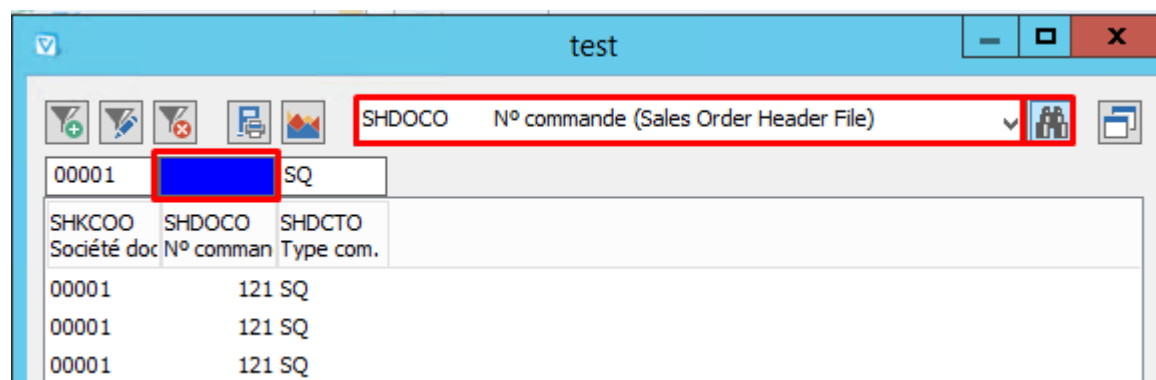 test
SHDOCO Nº commande (Sales Order Header File)
00001 SQ
SHKCOO SHDOCO SHDCTO
Société doc Nº comman Type com.
00001 121 SQ
00001 121 SQ
00001 121 SQ